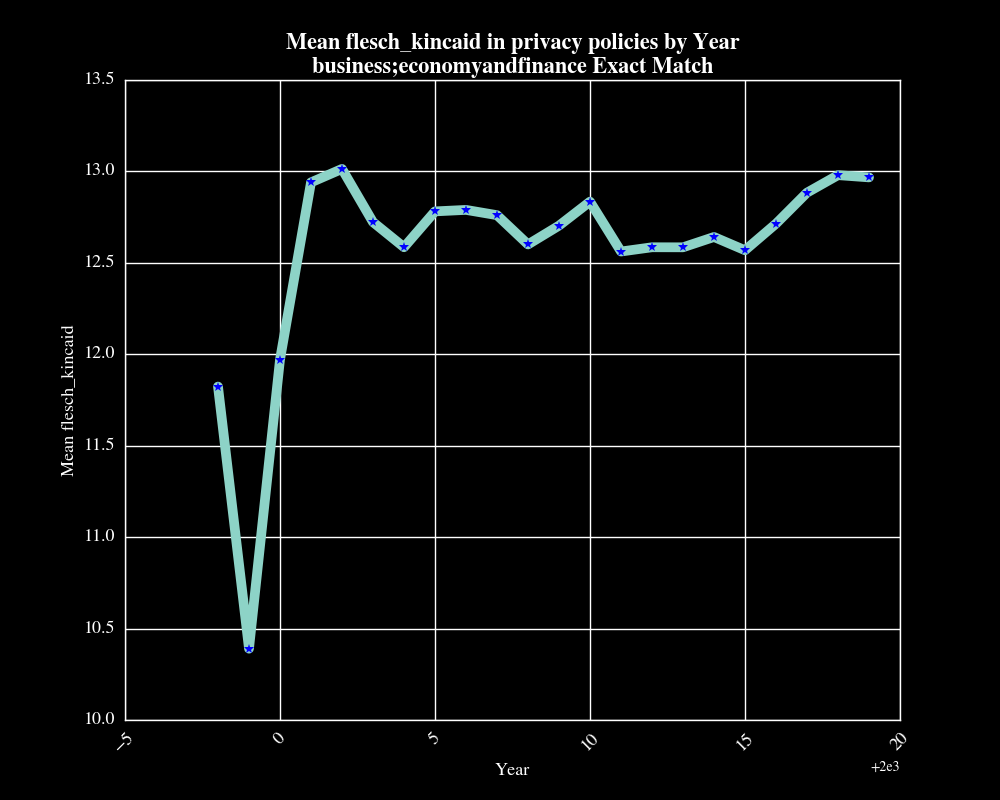 Mean flesch_kincaid in privacy policies by Year
business;economyandfinance Exact Match
13.5
13.0
12.5
12.0
11.5
11.0
10.5
10.0
Mean flesch_kincaid
−5
0
5
10
15
20
Year
+2e3